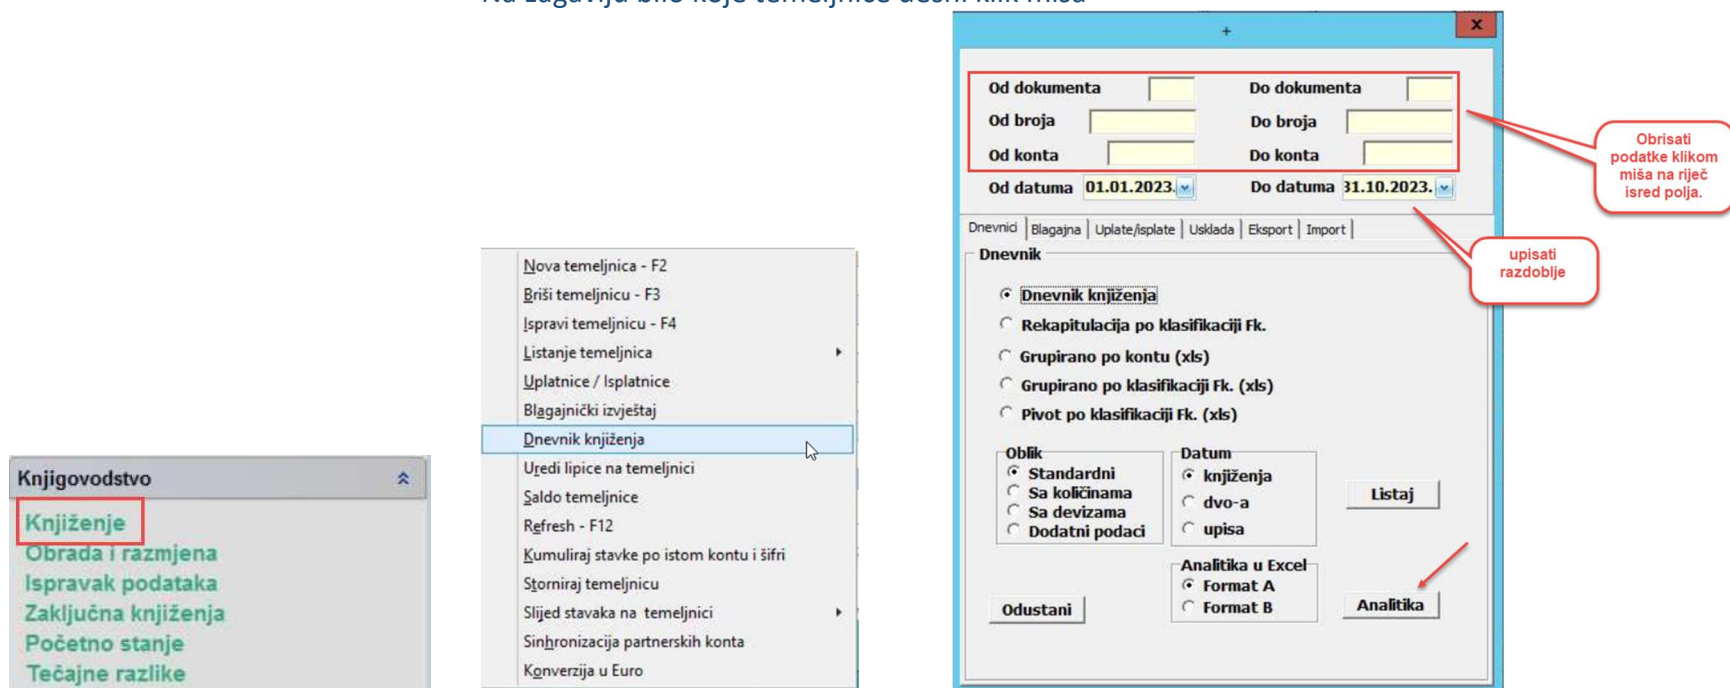 Na zaglavlju bilo koje temeljnice desni klik miša
Knjigovodstvo
Knjiženje
Obrada i razmjena
Ispravak podataka
Zaključna knjiženja
Početno stanje
Tečajne razlike
Nova temeljnica - F2
Briši temeljnicu - F3
Ispravi temeljnicu - F4
Listanje temeljnica
Uplatnice / Isplatnice
Blagajnički izvještaj
Dnevnik knjiženja
Uredi lipice na temeljnici
Saldo temeljnice
Refresh - F12
Kumuliraj stavke po istom kontu i šifri
Storniraj temeljnicu
Slijed stavaka na temeljnici
Sinhronizacija partnerskih konta
Konverzija u Euro
+ x
Od dokumenta Do dokumenta
Od broja Do broja
Od konta Do konta
Od datuma 01.01.2023. Do datuma 31.10.2023.
Dnevnici Blagajna Uplate/isplate Usklada Eksport Import
Dnevnik
Dnevnik knjiženja
Rekapitulacija po klasifikaciji Fk.
Grupirano po kontu (xls)
Grupirano po klasifikaciji Fk. (xls)
Pivot po klasifikaciji Fk. (xls)
Oblik
Standardni
Sa količinama
Sa devizama
Dodatni podaci
Datum
knjiženja
dvo-a
upisa
Listaj
Analitika u Excel
Format A
Format B
Odustani
Analitika
Obrisati
podatke klikom
miša na riječ
isred polja.
upisati
razdoblje